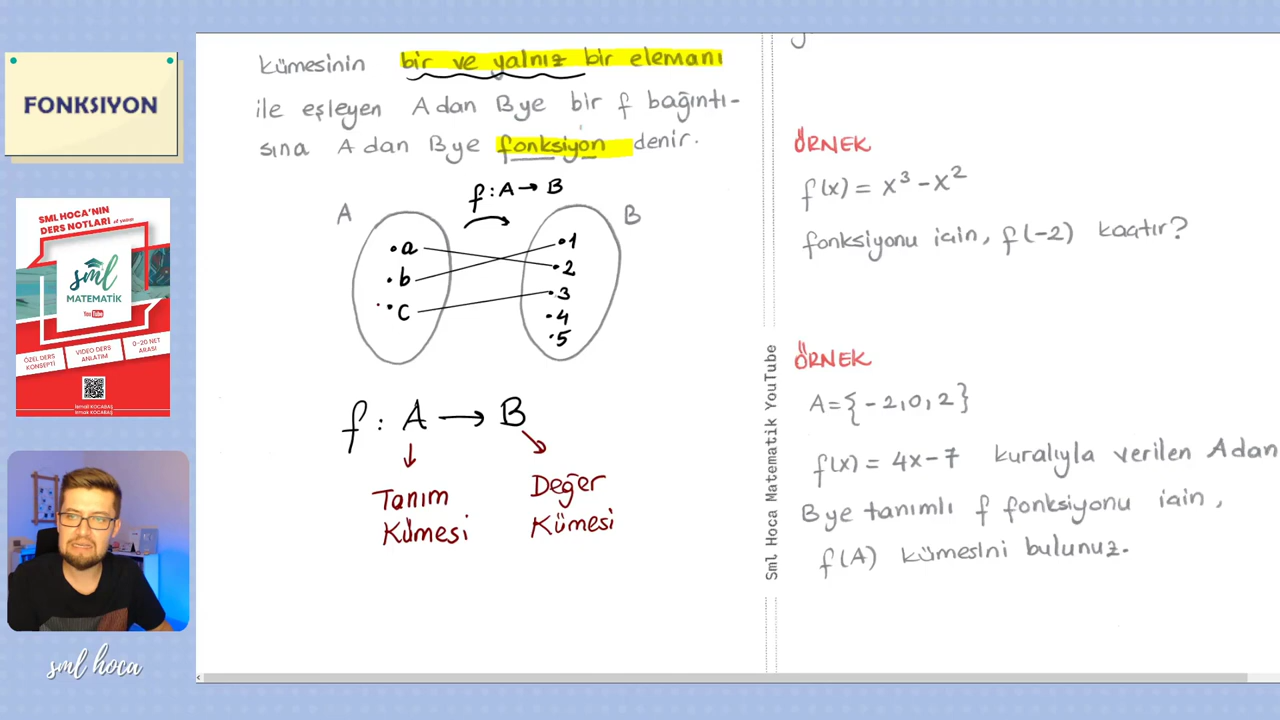 FONKSIYON
SML HOCA'NIN
DERS NOTLARI
sml
MATEMATİK
YouTube
ÖZEL DERS
KONSEPTİ
VIDEO DERS
ANLATIM
0-20 NET
ARASI
sml hoca
kümesinin bir ve yalnız bir elemanı
ile eşleyen A dan B ye bir f bağıntı-
sına A dan B ye fonksiyon denir.
f : A → B
A
B
a
b
c
1
2
3
4
5
f : A → B
Tanım
Kümesi
Değer
Kümesi
Sml Hoca Matematik YouTube
ÖRNEK
f(x) = x³ - x²
fonksiyonu için, f(-2) kaçtır?
ÖRNEK
A = {-2, 0, 2}
f(x) = 4x - 7 kuralıyla verilen A dan
B ye tanımlı f fonksiyonu için,
f(A) kümesini bulunuz.